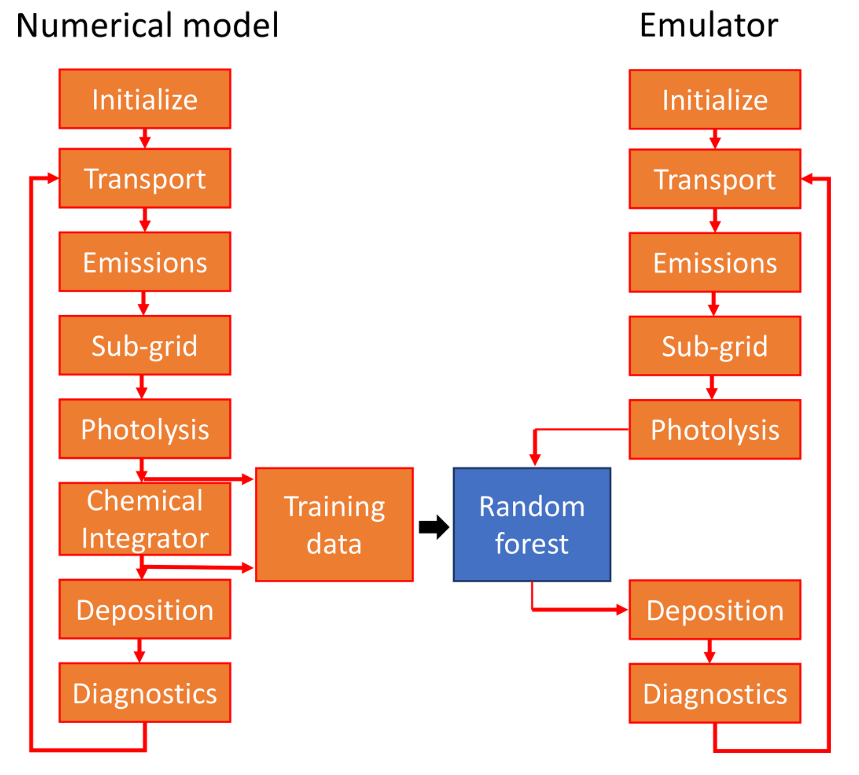 Numerical model
Initialize
Transport
Emissions
Sub-grid
Photolysis
Chemical
Integrator
Deposition
Diagnostics
Training
data
Random
forest
Emulator
Initialize
Transport
Emissions
Sub-grid
Photolysis
Deposition
Diagnostics